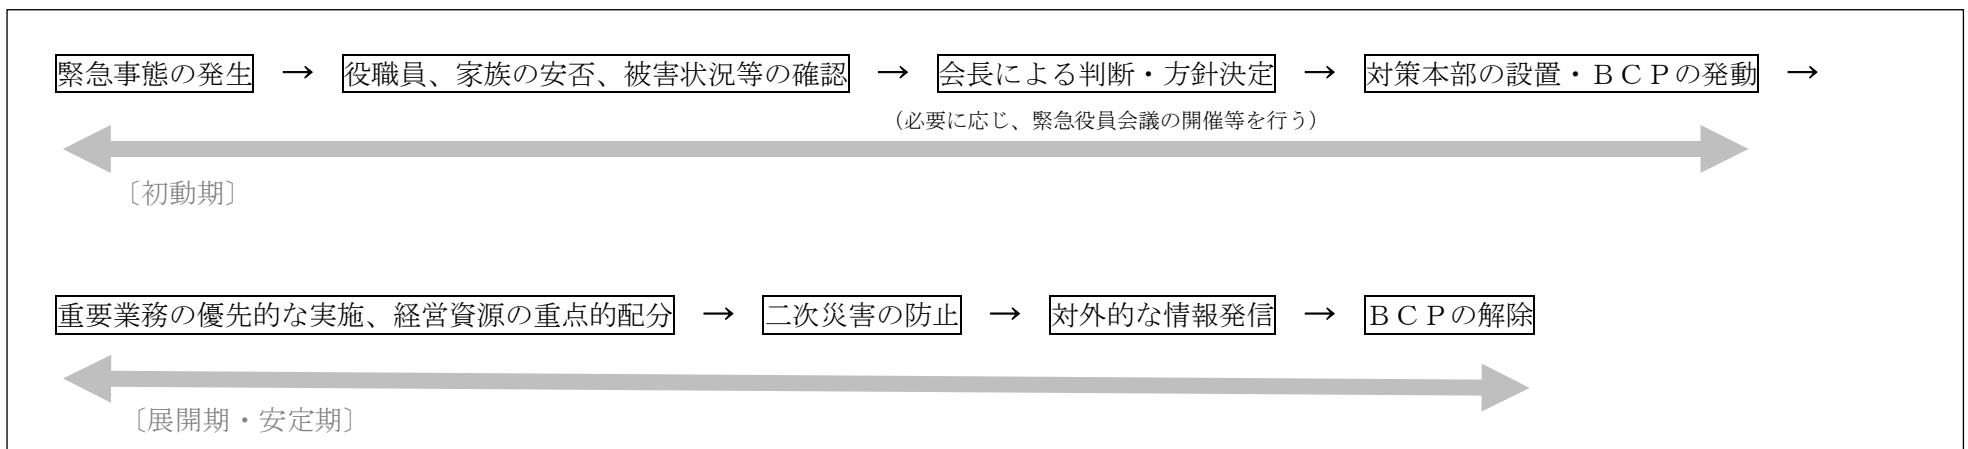 緊急事態の発生 → 役職員、家族の安否、被害状況等の確認 → 会長による判断・方針決定 → 対策本部の設置・ＢＣＰの発動 →
（必要に応じ、緊急役員会議の開催等を行う）
〔初動期〕
重要業務の優先的な実施、経営資源の重点的配分 → 二次災害の防止 → 対外的な情報発信 → ＢＣＰの解除
〔展開期・安定期〕